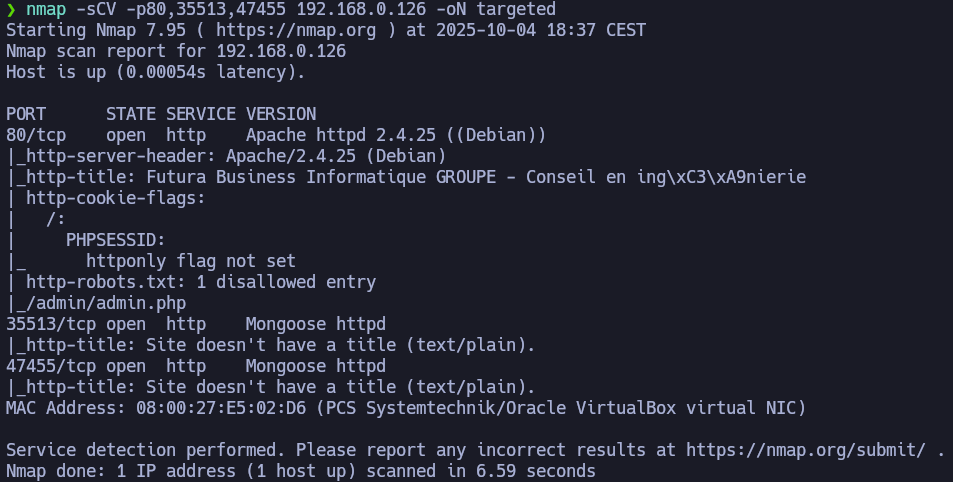 ❯ nmap -sCV -p80,35513,47455 192.168.0.126 -oN targeted
Starting Nmap 7.95 ( https://nmap.org ) at 2025-10-04 18:37 CEST
Nmap scan report for 192.168.0.126
Host is up (0.00054s latency).

PORT      STATE SERVICE VERSION
80/tcp    open  http    Apache httpd 2.4.25 ((Debian))
|_http-server-header: Apache/2.4.25 (Debian)
|_http-title: Futura Business Informatique GROUPE - Conseil en ing\xC3\xA9nierie
| http-cookie-flags:
|   /:
|     PHPSESSID:
|_      httponly flag not set
| http-robots.txt: 1 disallowed entry
|_/admin/admin.php
35513/tcp open  http    Mongoose httpd
|_http-title: Site doesn't have a title (text/plain).
47455/tcp open  http    Mongoose httpd
|_http-title: Site doesn't have a title (text/plain).
MAC Address: 08:00:27:E5:02:D6 (PCS Systemtechnik/Oracle VirtualBox virtual NIC)

Service detection performed. Please report any incorrect results at https://nmap.org/submit/ .
Nmap done: 1 IP address (1 host up) scanned in 6.59 seconds